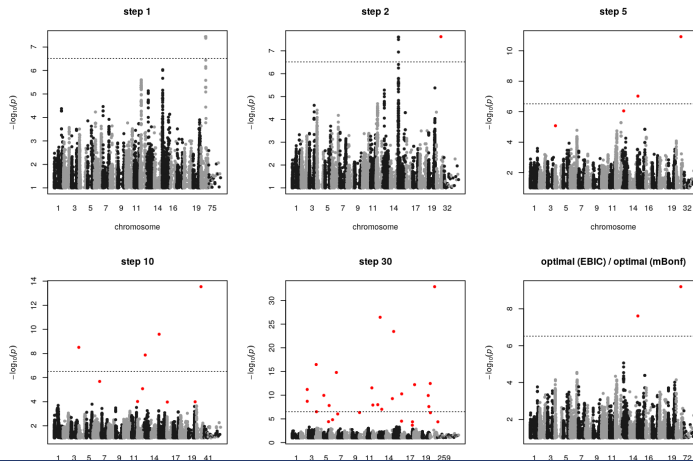 step 1
step 2
step 5
−log10(p)
1 2 3 4 5 6 7
1 3 5 7 9 11 14 16 19 75
chromosome
−log10(p)
1 2 3 4 5 6 7
1 3 5 7 9 11 14 19 32
chromosome
−log10(p)
2 4 6 8 10
1 3 5 7 9 11 14 16 19 32
chromosome
step 10
step 30
optimal (EBIC) / optimal (mBonf)
−log10(p)
2 4 6 8 10 12 14
1 3 5 7 9 11 14 16 19 41
−log10(p)
0 5 10 15 20 25 30
1 3 5 7 9 11 14 17 19 259
−log10(p)
2 4 6 8
1 3 5 7 9 11 14 16 19 72